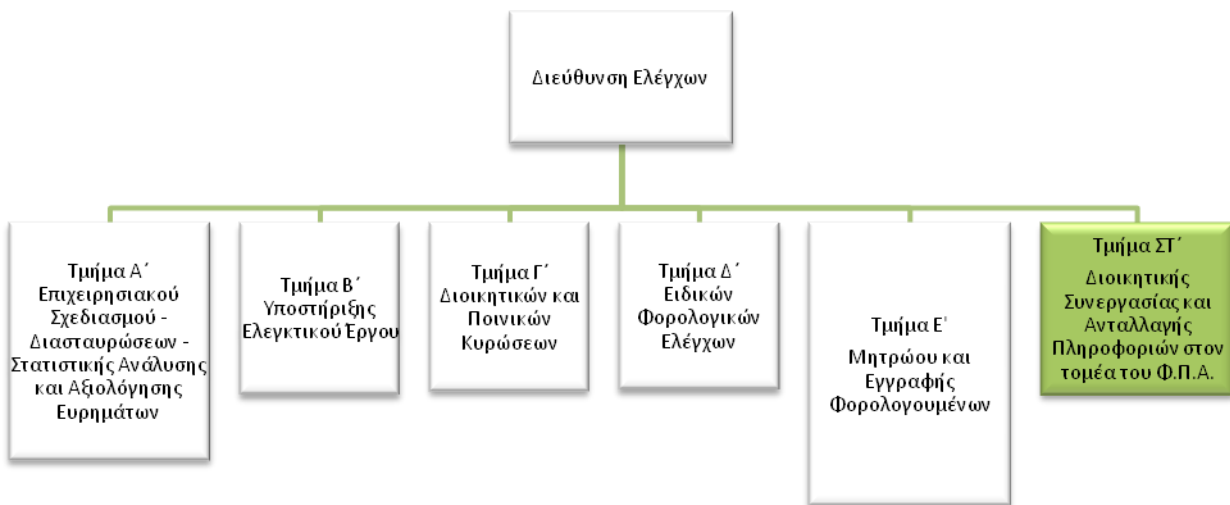 Διεύθυνση Ελέγχων
Τμήμα Α΄
Επιχειρησιακού
Σχεδιασμού -
Διασταυρώσεων -
Στατιστικής Ανάλυσης
και Αξιολόγησης
Ευρημάτων
Τμήμα Β΄
Υποστήριξης
Ελεγκτικού Έργου
Τμήμα Γ΄
Διοικητικών και
Ποινικών
Κυρώσεων
Τμήμα Δ΄
Ειδικών
Φορολογικών
Ελέγχων
Τμήμα Ε'
Μητρώου και
Εγγραφής
Φορολογουμένων
Τμήμα ΣΤ΄
Διοικητικής
Συνεργασίας και
Ανταλλαγής
Πληροφοριών στον
τομέα του Φ.Π.Α.